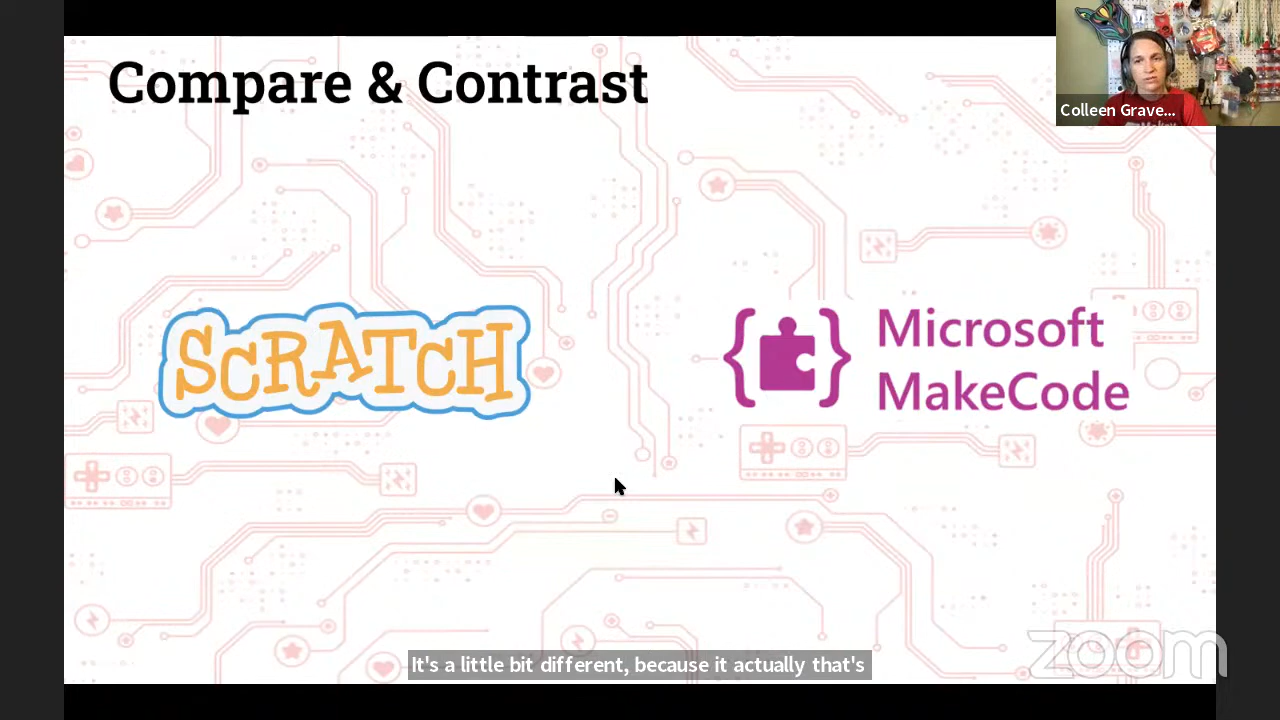 Compare & Contrast
Colleen Grave...
SCRATCH
Microsoft
MakeCode
It's a little bit different, because it actually that's
zoom